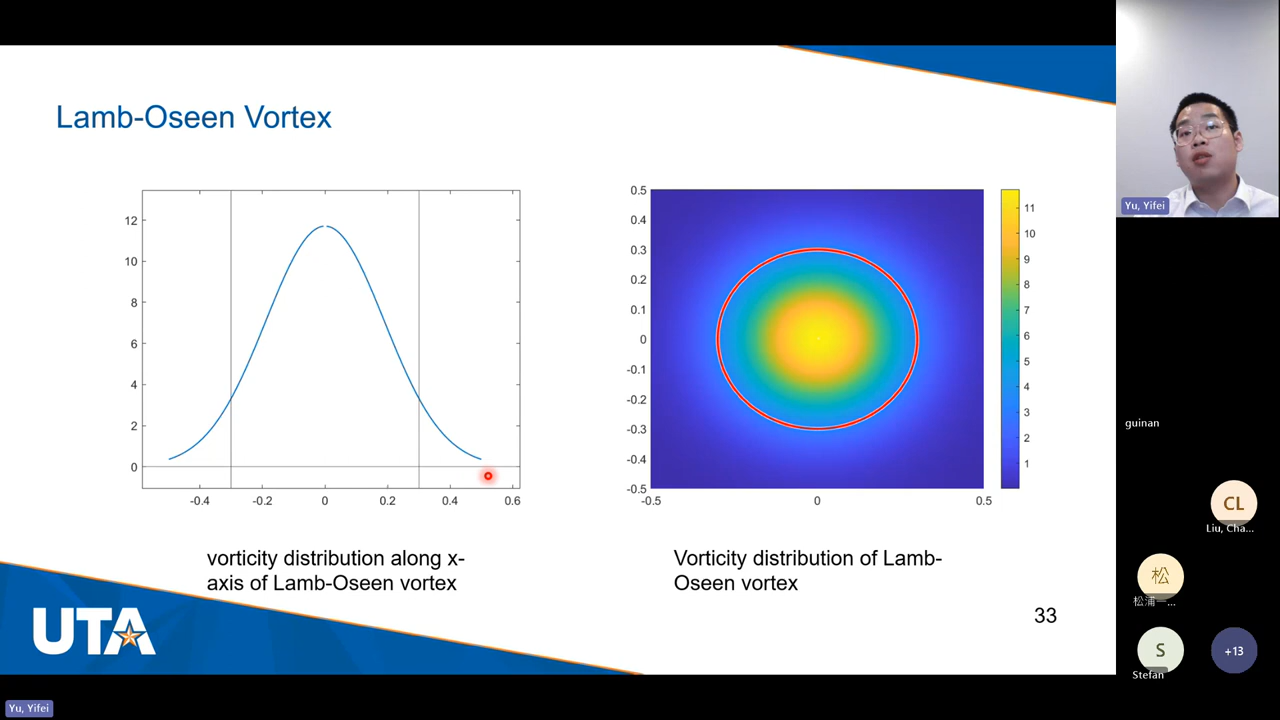 Lamb-Oseen Vortex
12
10
8
6
4
2
0
-0.4
-0.2
0
0.2
0.4
0.6
0.5
0.4
0.3
0.2
0.1
0
-0.1
-0.2
-0.3
-0.4
-0.5
-0.5
0
0.5
11
10
9
8
7
6
5
4
3
2
1
vorticity distribution along x-
axis of Lamb-Oseen vortex
Vorticity distribution of Lamb-
Oseen vortex
33
UTA
Yu, Yifei
Yu, Yifei
guinan
CL
Liu, Cha...
松
松浦一...
S
Stefan
+13